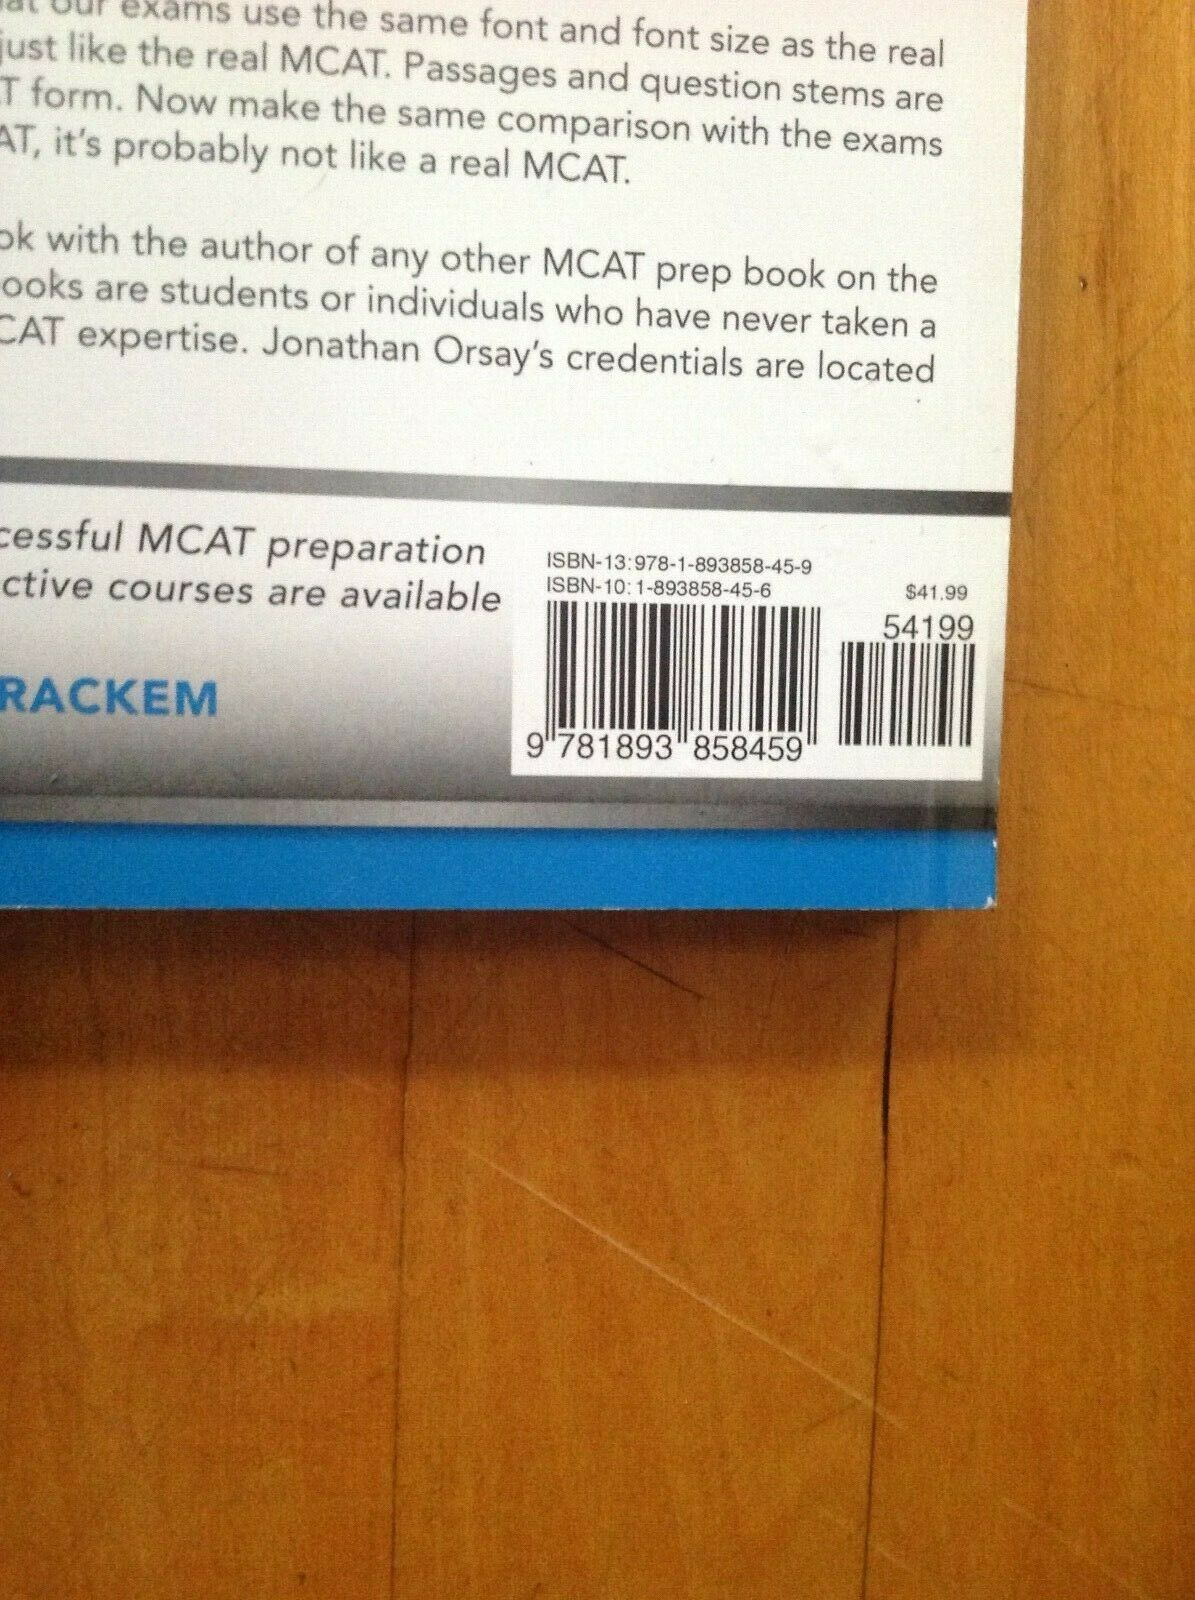 our exams use the same font and font size as the real
just like the real MCAT. Passages and question stems are
T form. Now make the same comparison with the exams
AT, it's probably not like a real MCAT.
ok with the author of any other MCAT prep book on the
ooks are students or individuals who have never taken a
CAT expertise. Jonathan Orsay's credentials are located
cessful MCAT preparation
ctive courses are available
RACKEM
ISBN-13:978-1-893858-45-9
ISBN-10:1-893858-45-6
$41.99
54199
9 781893 858459